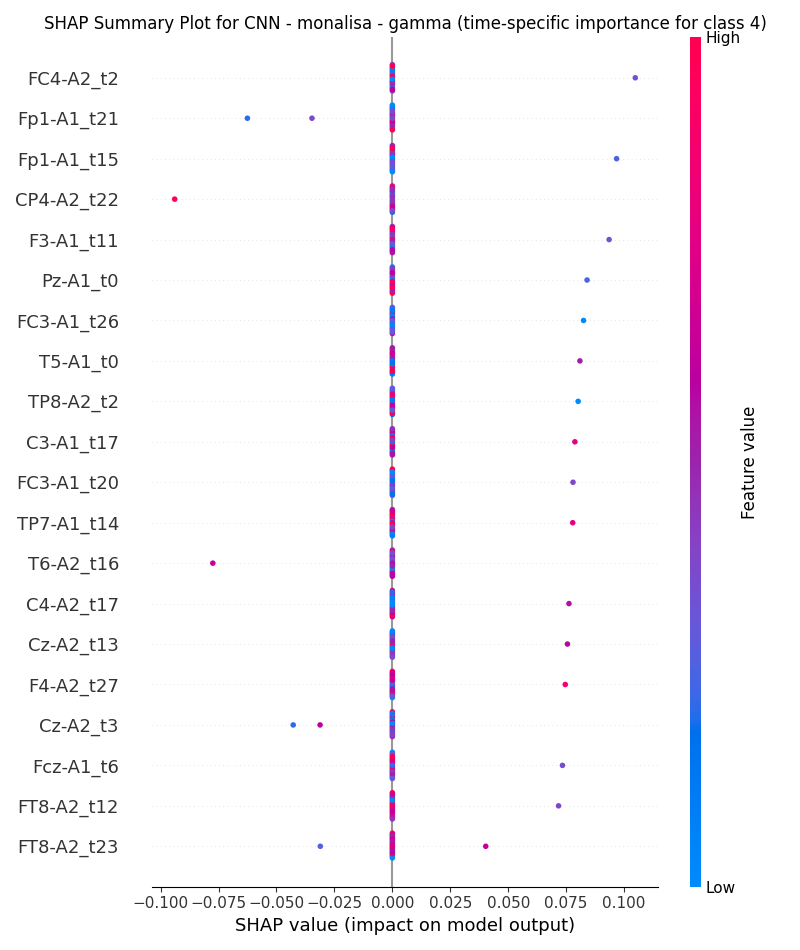 SHAP Summary Plot for CNN - monalisa - gamma (time-specific importance for class 4)
High
FC4-A2_t2
Fp1-A1_t21
Fp1-A1_t15
CP4-A2_t22
F3-A1_t11
Pz-A1_t0
FC3-A1_t26
T5-A1_t0
TP8-A2_t2
C3-A1_t17
FC3-A1_t20
TP7-A1_t14
T6-A2_t16
C4-A2_t17
Cz-A2_t13
F4-A2_t27
Cz-A2_t3
Fcz-A1_t6
FT8-A2_t12
FT8-A2_t23
Feature value
Low
−0.100 −0.075 −0.050 −0.025 0.000 0.025 0.050 0.075 0.100
SHAP value (impact on model output)